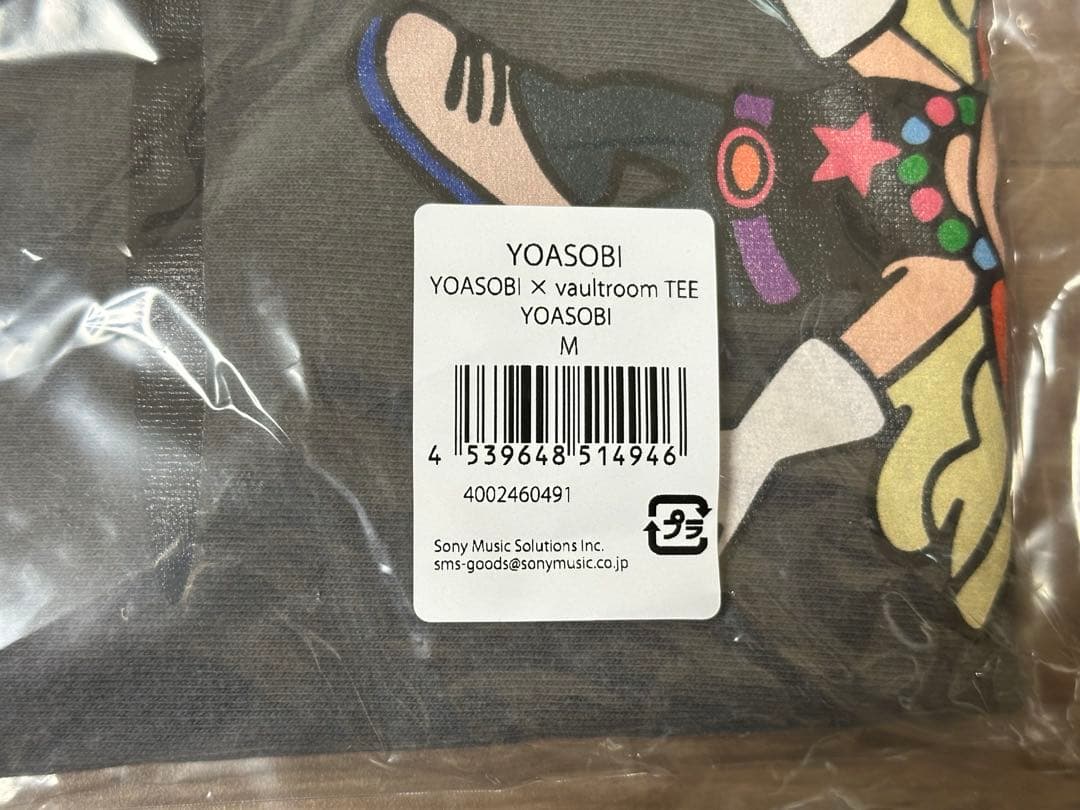 YOASOBI
YOASOBI × vaultroom TEE
YOASOBI
M
4 539648 514946
4002460491
プラ
Sony Music Solutions Inc.
sms-goods@sonymusic.co.jp